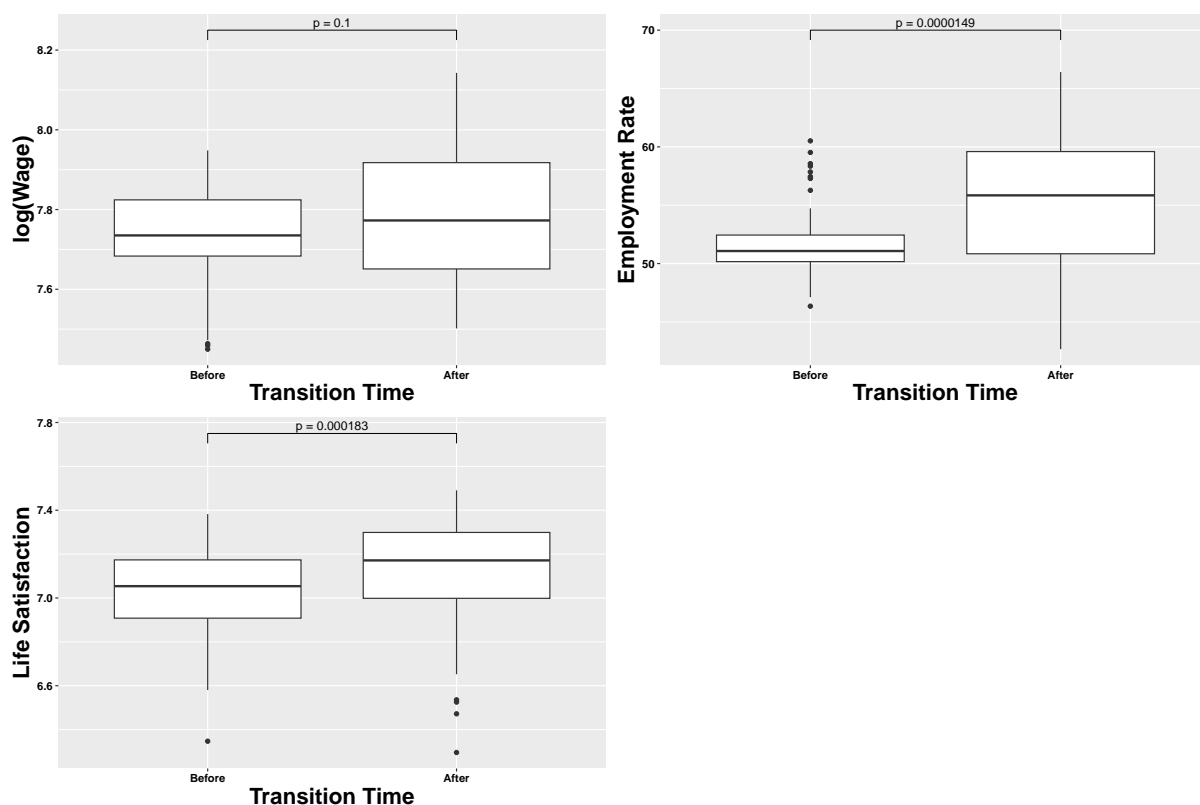 p = 0.1
8.2
8.0
7.8
7.6
log(Wage)
Before
After
Transition Time
p = 0.0000149
70
60
50
Employment Rate
Before
After
Transition Time
p = 0.000183
7.8
7.4
7.0
6.6
Life Satisfaction
Before
After
Transition Time